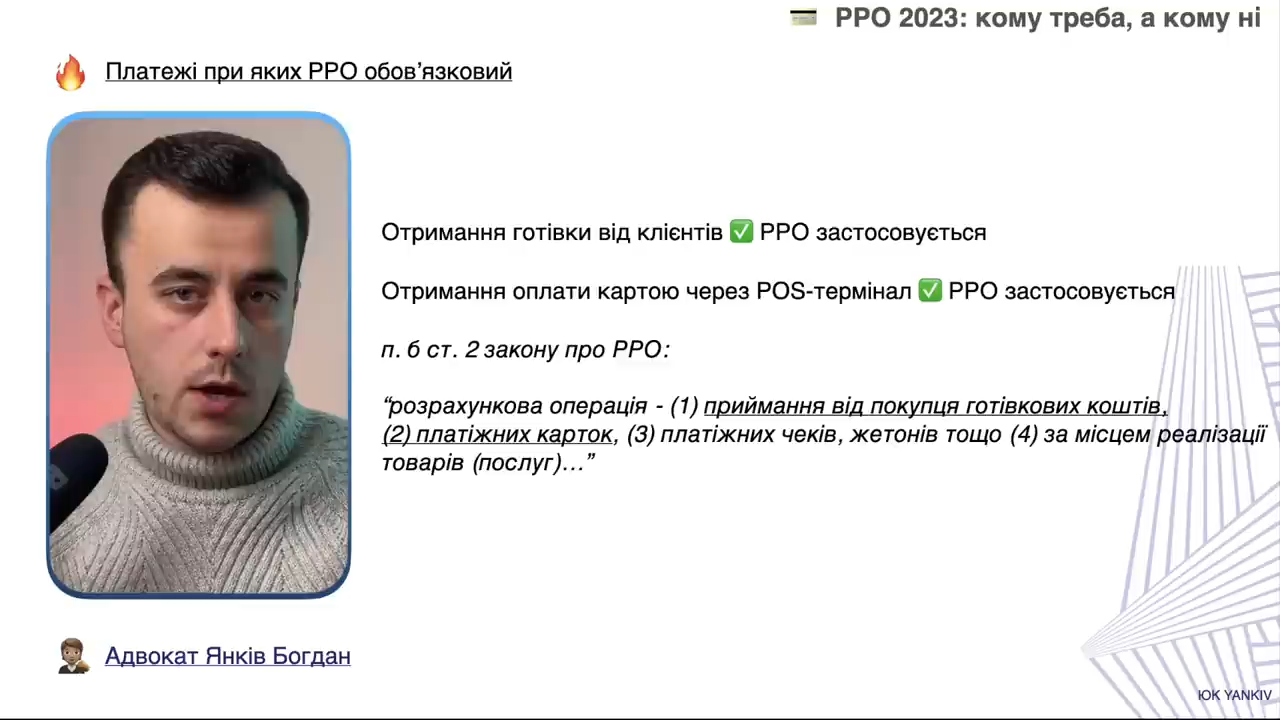 РРО 2023: кому треба, а кому ні
Платежі при яких РРО обов’язковий
Отримання готівки від клієнтів ✅ РРО застосовується
Отримання оплати картою через POS-термінал ✅ РРО застосовується
п. б ст. 2 закону про РРО:
“розрахункова операція - (1) приймання від покупця готівкових коштів,
(2) платіжних карток, (3) платіжних чеків, жетонів тощо (4) за місцем реалізації
товарів (послуг)…”
Адвокат Янків Богдан
ЮК YANKIV